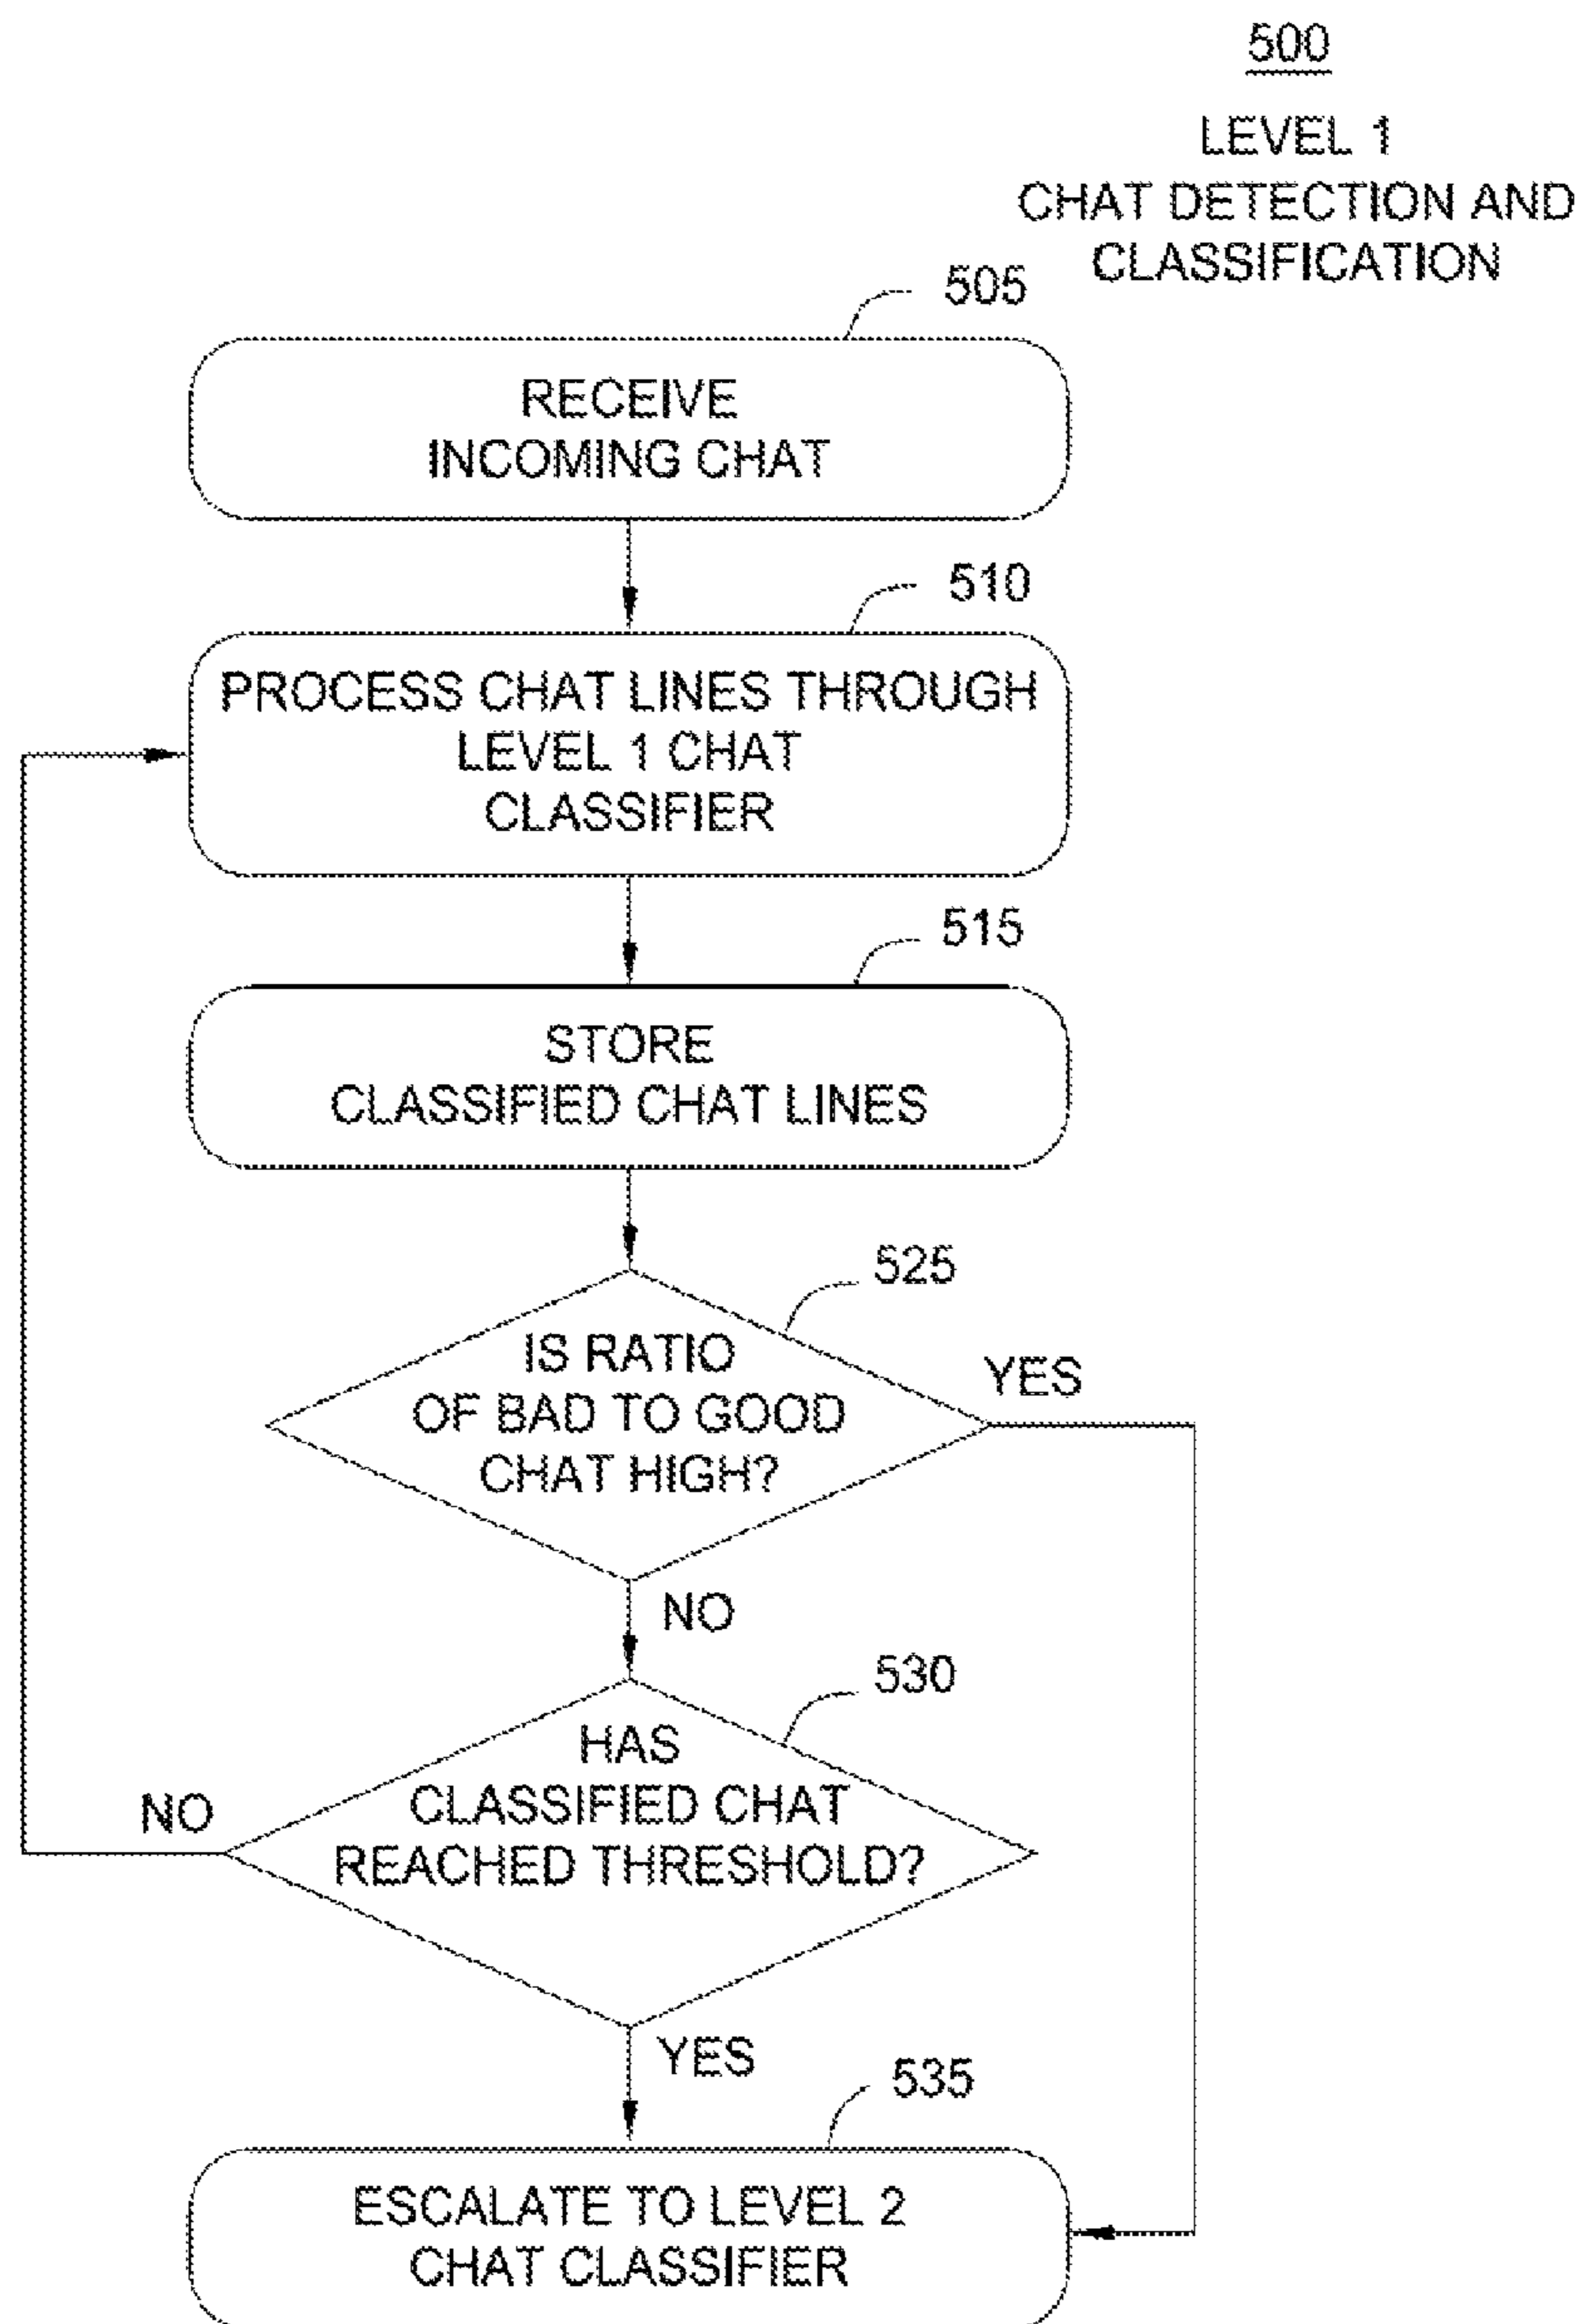 500
LEVEL 1
CHAT DETECTION AND
CLASSIFICATION
505
RECEIVE
INCOMING CHAT
510
PROCESS CHAT LINES THROUGH
LEVEL 1 CHAT
CLASSIFIER
515
STORE
CLASSIFIED CHAT LINES
525
IS RATIO
OF BAD TO GOOD
CHAT HIGH?
YES
NO
530
HAS
CLASSIFIED CHAT
REACHED THRESHOLD?
NO
YES
535
ESCALATE TO LEVEL 2
CHAT CLASSIFIER